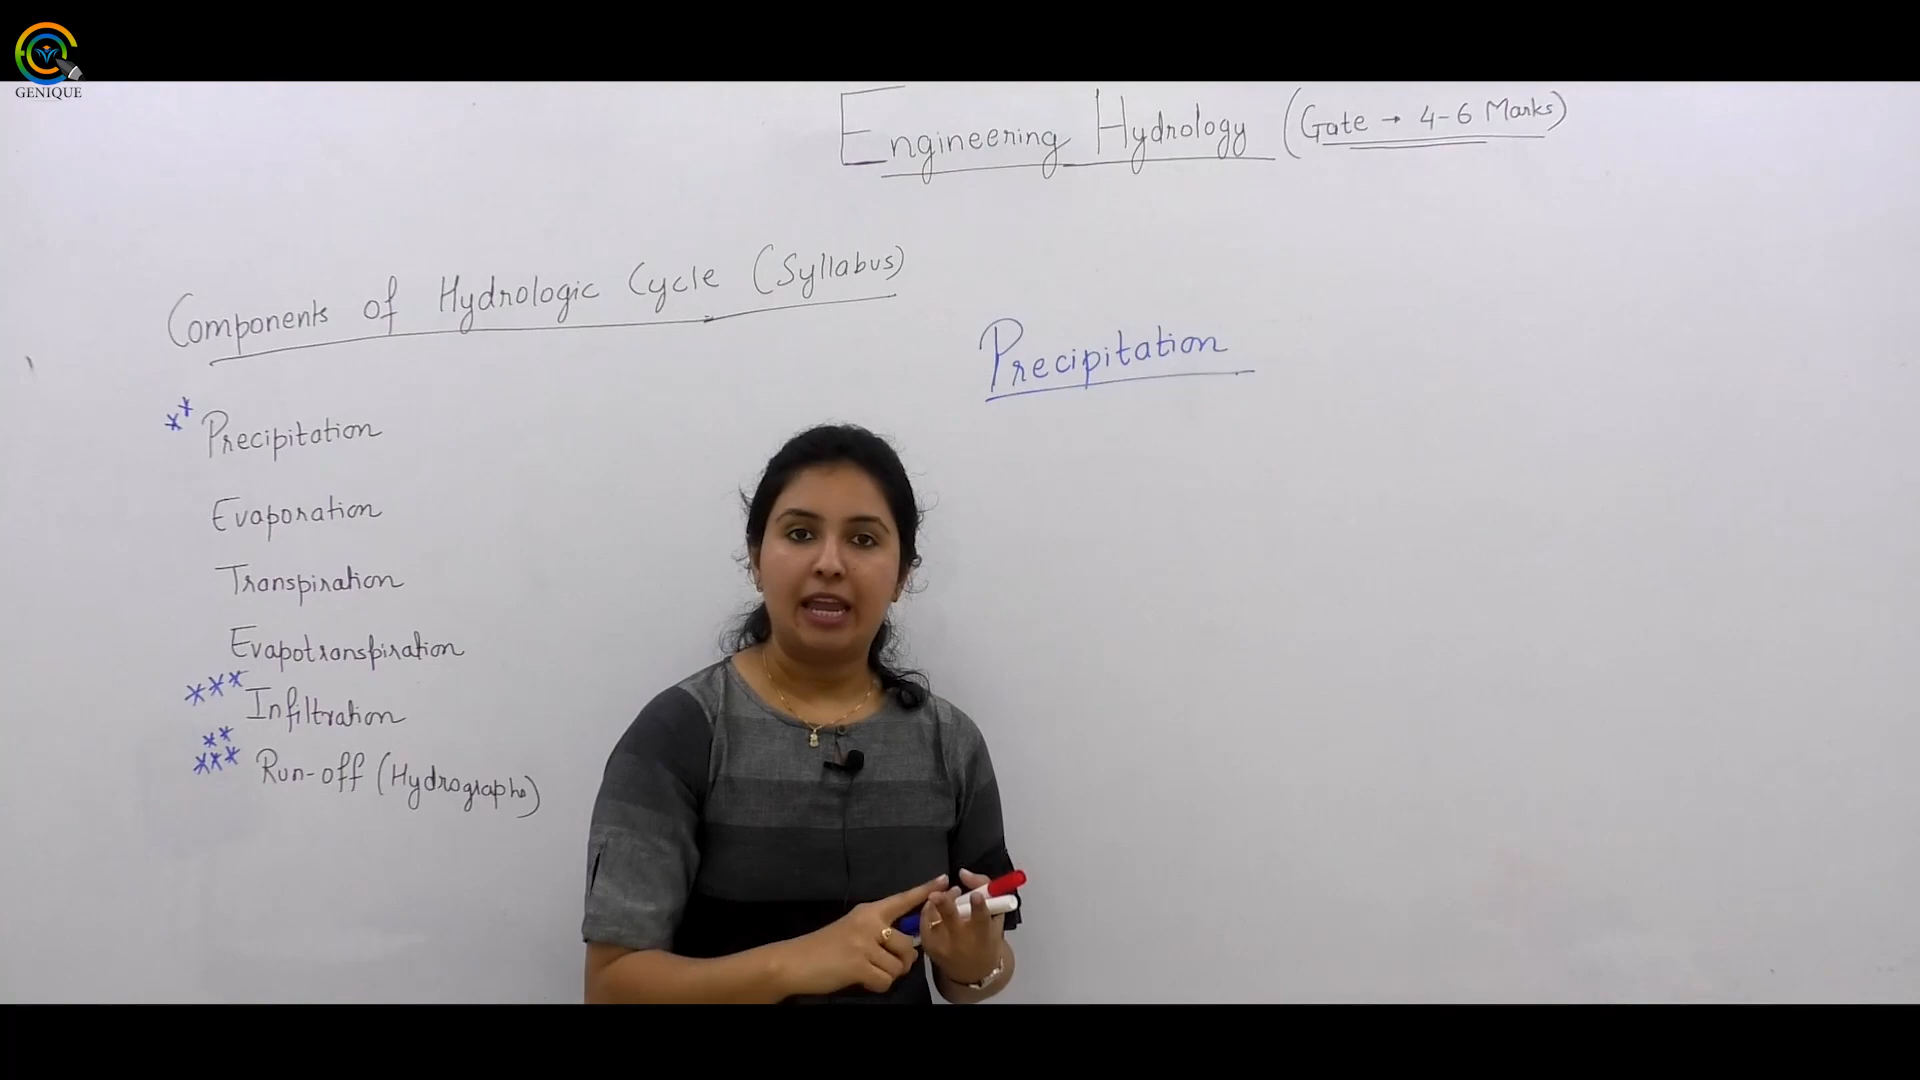 GENIQUE
Engineering Hydrology (Gate → 4-6 Marks)
Components of Hydrologic Cycle (Syllabus)
Precipitation
** Precipitation
Evaporation
Transpiration
Evapotranspiration
*** Infiltration
**
*** Run-off (Hydrographs)